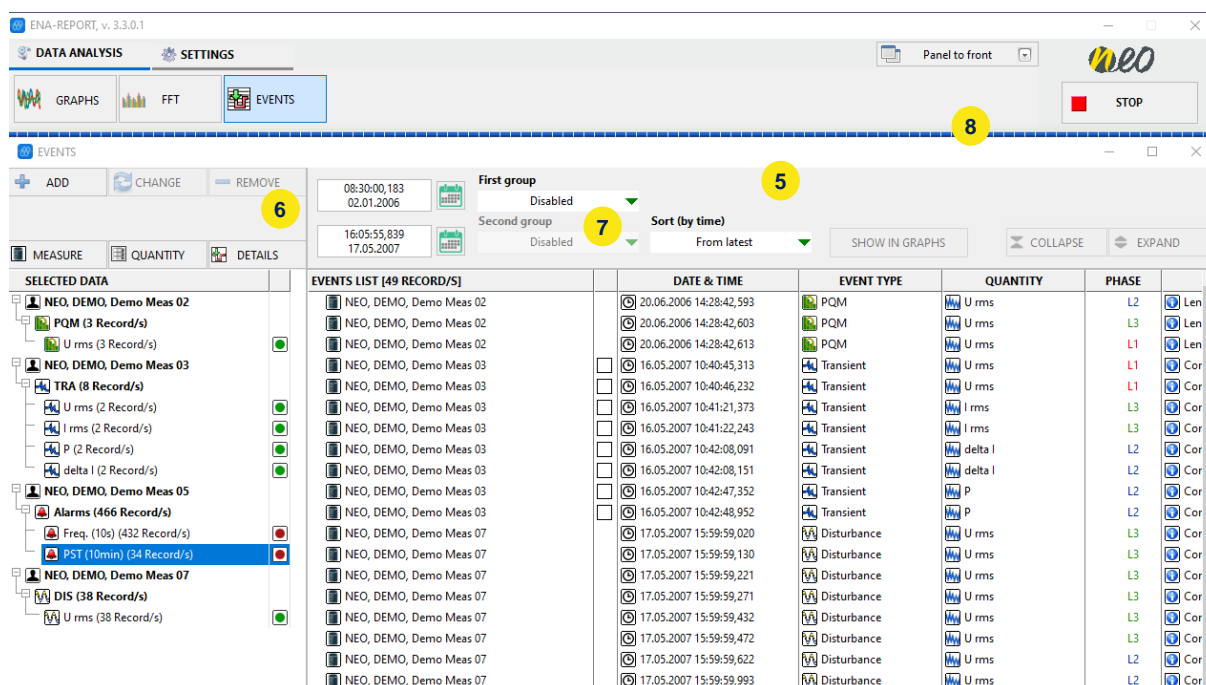 ENA-REPORT, v. 3.3.0.1
DATA ANALYSIS SETTINGS Panel to front neo
GRAPHS FFT EVENTS STOP
8
EVENTS
ADD CHANGE REMOVE
6
08:30:00,183
02.01.2006
First group
Disabled
5
Second group
Disabled
7
16:05:55,839
17.05.2007
Sort (by time)
From latest
SHOW IN GRAPHS COLLAPSE EXPAND
MEASURE QUANTITY DETAILS
SELECTED DATA
NEO, DEMO, Demo Meas 02
PQM (3 Record/s)
U rms (3 Record/s)
NEO, DEMO, Demo Meas 03
TRA (8 Record/s)
U rms (2 Record/s)
I rms (2 Record/s)
P (2 Record/s)
delta I (2 Record/s)
NEO, DEMO, Demo Meas 05
Alarms (466 Record/s)
Freq. (10s) (432 Record/s)
PST (10min) (34 Record/s)
NEO, DEMO, Demo Meas 07
DIS (38 Record/s)
U rms (38 Record/s)
EVENTS LIST [49 RECORD/S] DATE & TIME EVENT TYPE QUANTITY PHASE
NEO, DEMO, Demo Meas 02 20.06.2006 14:28:42,593 PQM U rms L2 Len
NEO, DEMO, Demo Meas 02 20.06.2006 14:28:42,603 PQM U rms L3 Len
NEO, DEMO, Demo Meas 02 20.06.2006 14:28:42,613 PQM U rms L1 Len
NEO, DEMO, Demo Meas 03 16.05.2007 10:40:45,313 Transient U rms L1 Cor
NEO, DEMO, Demo Meas 03 16.05.2007 10:40:46,232 Transient U rms L1 Cor
NEO, DEMO, Demo Meas 03 16.05.2007 10:41:21,373 Transient I rms L3 Cor
NEO, DEMO, Demo Meas 03 16.05.2007 10:41:22,243 Transient I rms L3 Cor
NEO, DEMO, Demo Meas 03 16.05.2007 10:42:08,091 Transient delta I L2 Cor
NEO, DEMO, Demo Meas 03 16.05.2007 10:42:08,151 Transient delta I L2 Cor
NEO, DEMO, Demo Meas 03 16.05.2007 10:42:47,352 Transient P L2 Cor
NEO, DEMO, Demo Meas 03 16.05.2007 10:42:48,952 Transient P L2 Cor
NEO, DEMO, Demo Meas 07 17.05.2007 15:59:59,020 Disturbance U rms L3 Cor
NEO, DEMO, Demo Meas 07 17.05.2007 15:59:59,130 Disturbance U rms L3 Cor
NEO, DEMO, Demo Meas 07 17.05.2007 15:59:59,221 Disturbance U rms L3 Cor
NEO, DEMO, Demo Meas 07 17.05.2007 15:59:59,271 Disturbance U rms L3 Cor
NEO, DEMO, Demo Meas 07 17.05.2007 15:59:59,432 Disturbance U rms L3 Cor
NEO, DEMO, Demo Meas 07 17.05.2007 15:59:59,472 Disturbance U rms L3 Cor
NEO, DEMO, Demo Meas 07 17.05.2007 15:59:59,622 Disturbance U rms L2 Cor
NEO, DEMO, Demo Meas 07 17.05.2007 15:59:59,993 Disturbance U rms L2 Cor